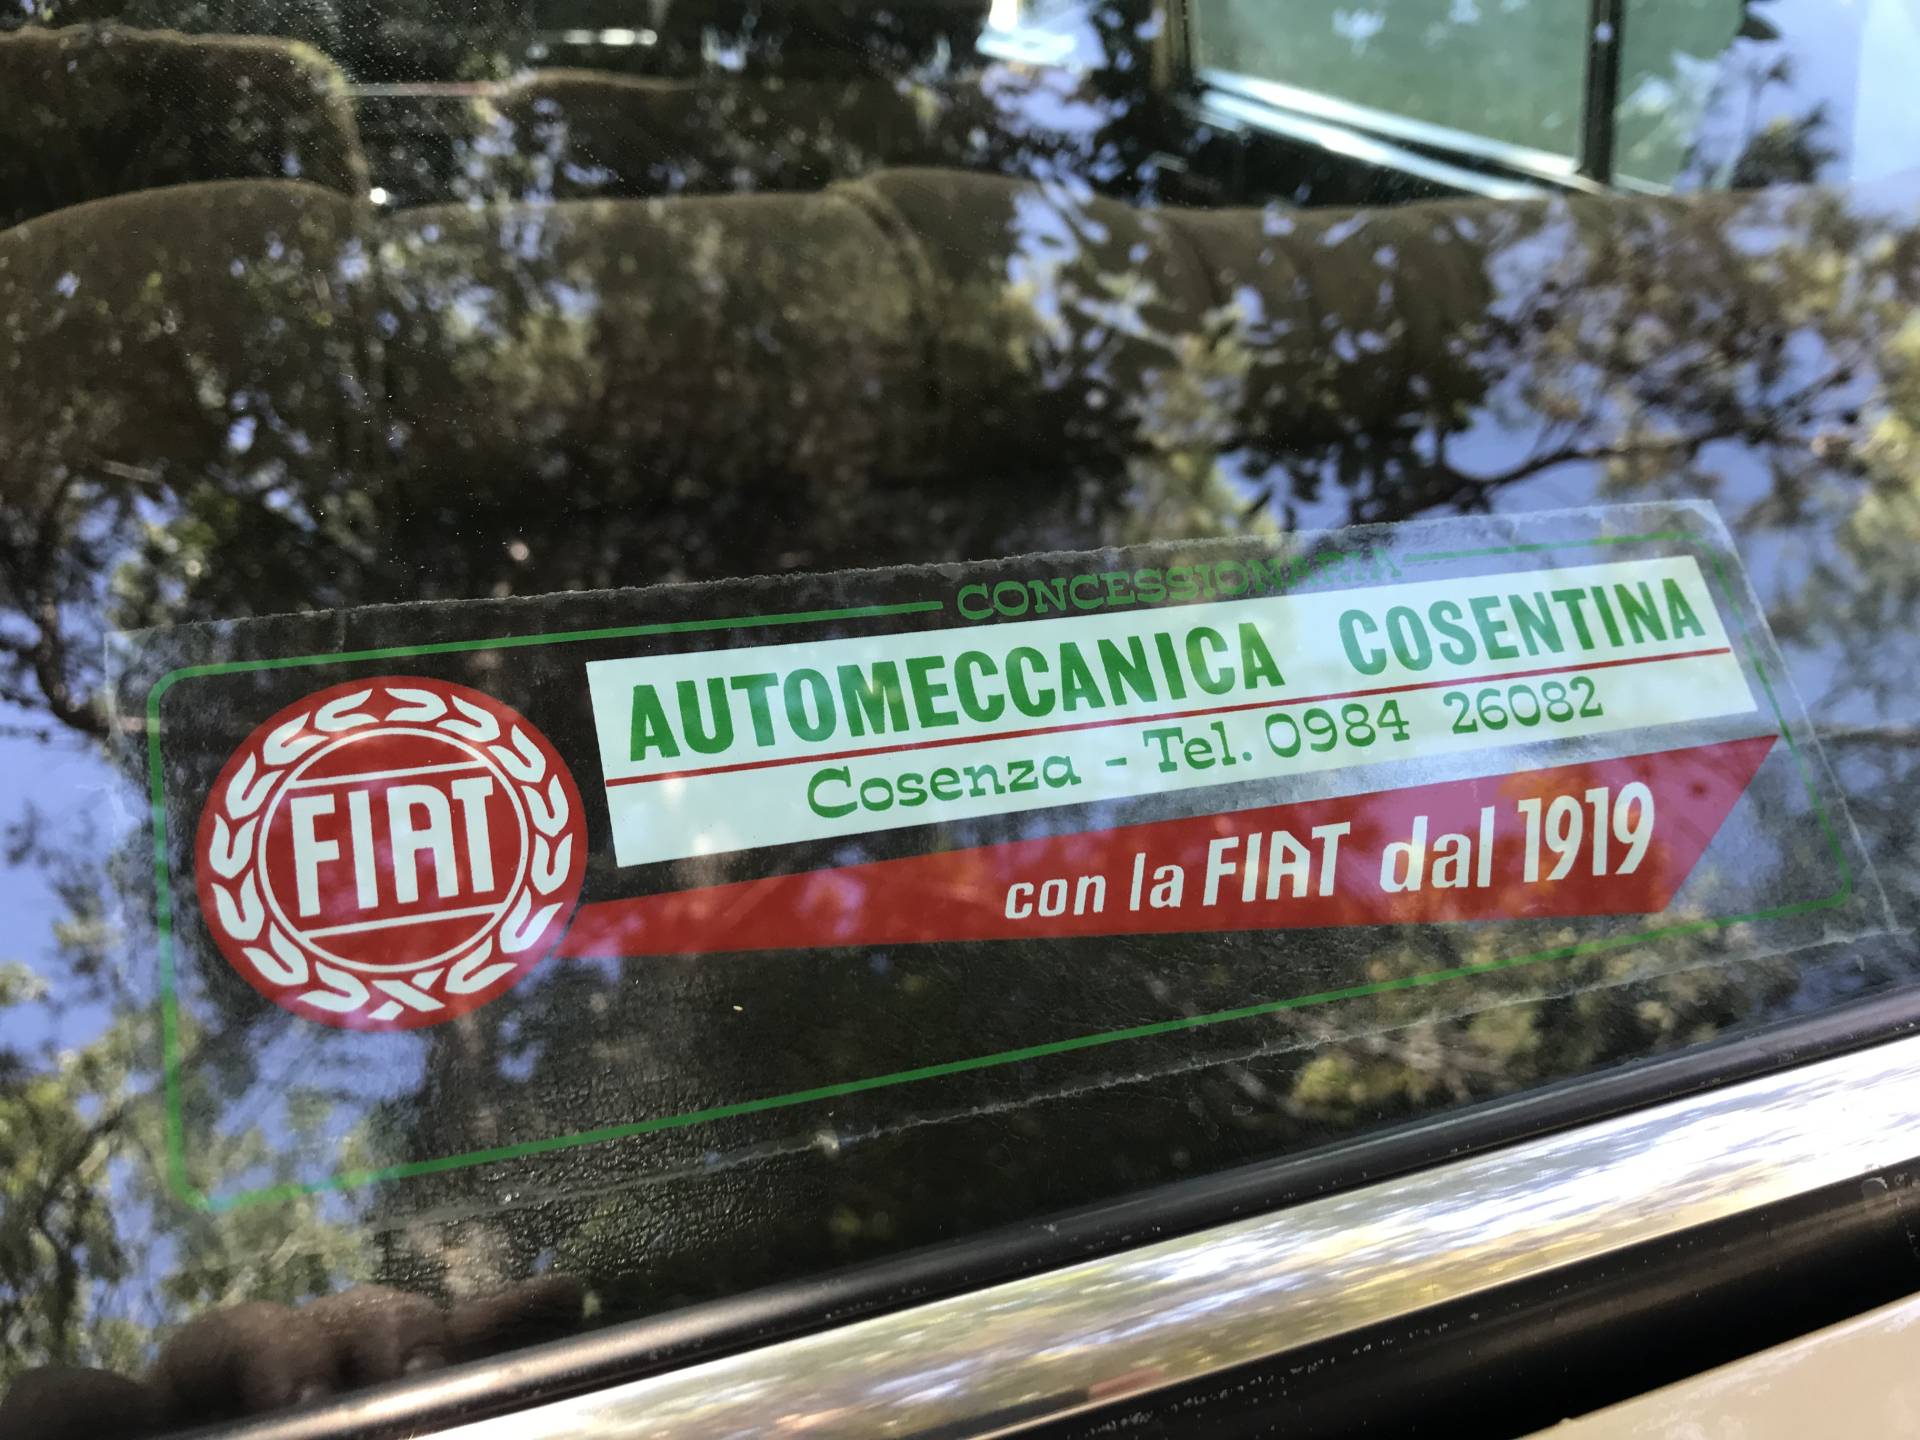 CONCESSIONARIA
FIAT
AUTOMECCANICA COSENTINA
Cosenza - Tel. 0984 26082
con la FIAT dal 1919